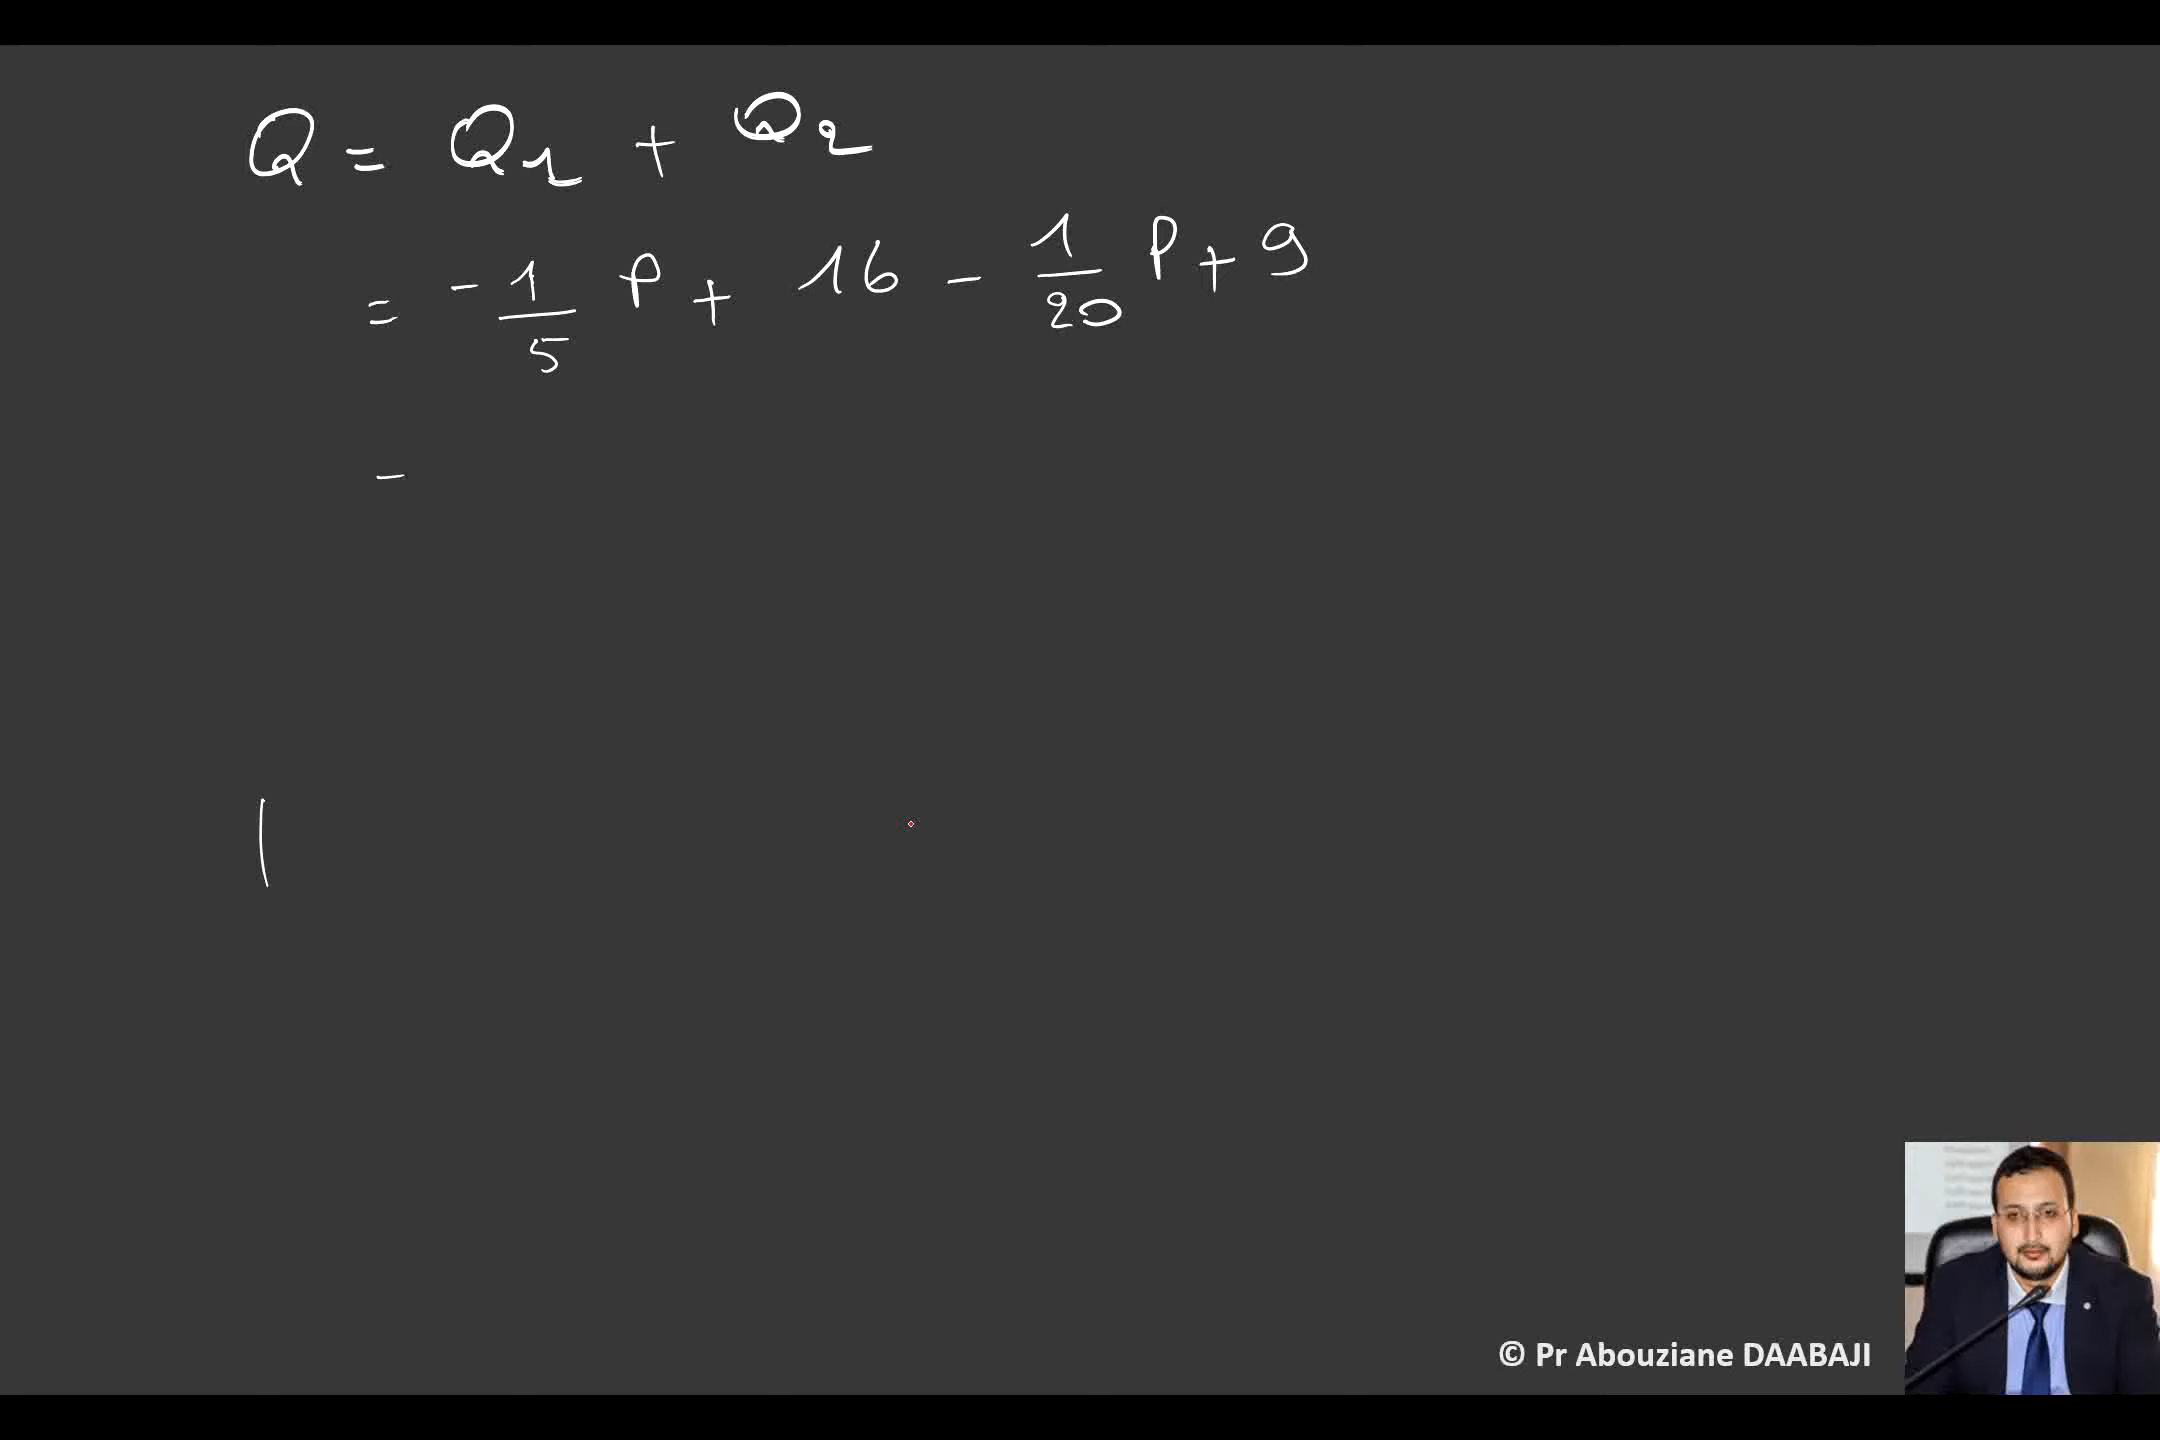 Q = Q1 + Q2
= -1/5 P + 16 - 1/20 P + 9
-
|
© Pr Abouziane DAABAJI